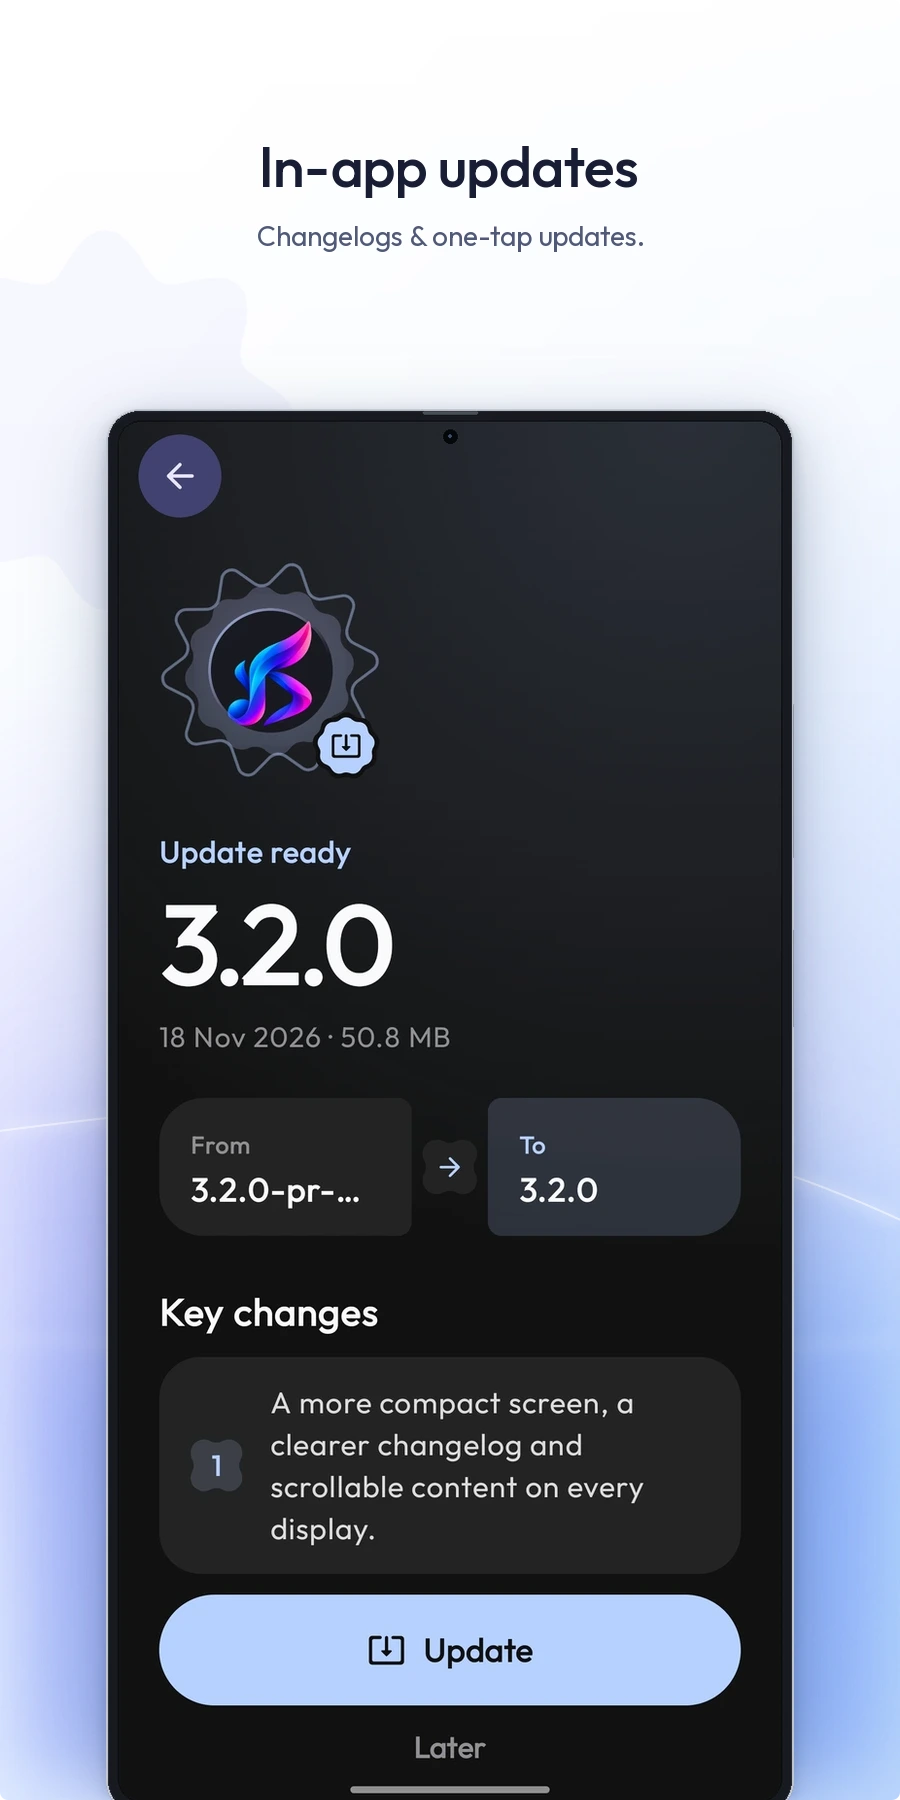 In-app updates
Changelogs & one-tap updates.
Update ready
3.2.0
18 Nov 2026 · 50.8 MB
From
3.2.0-pr-...
To
3.2.0
Key changes
1
A more compact screen, a
clearer changelog and
scrollable content on every
display.
Update
Later